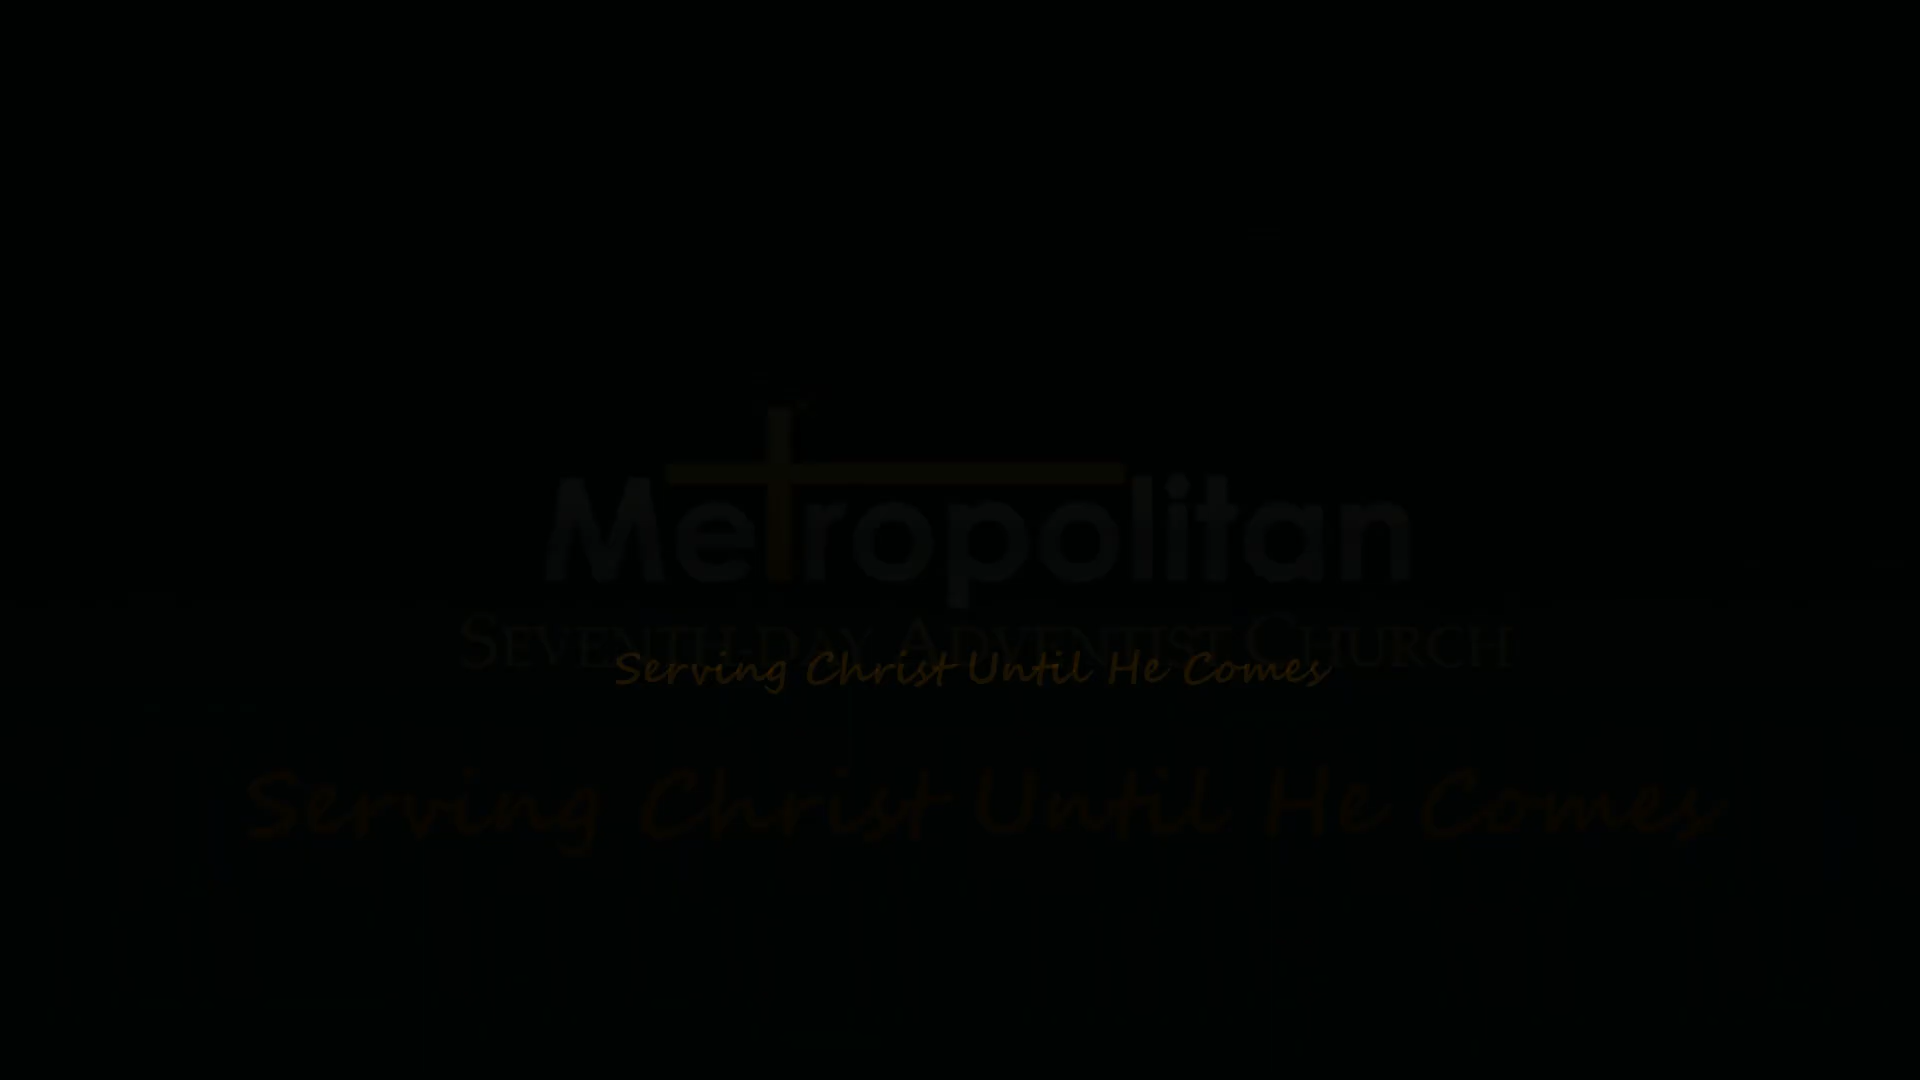 Metropolitan
SEVENTH-DAY ADVENTIST CHURCH
Serving Christ Until He Comes
Serving Christ Until He Comes